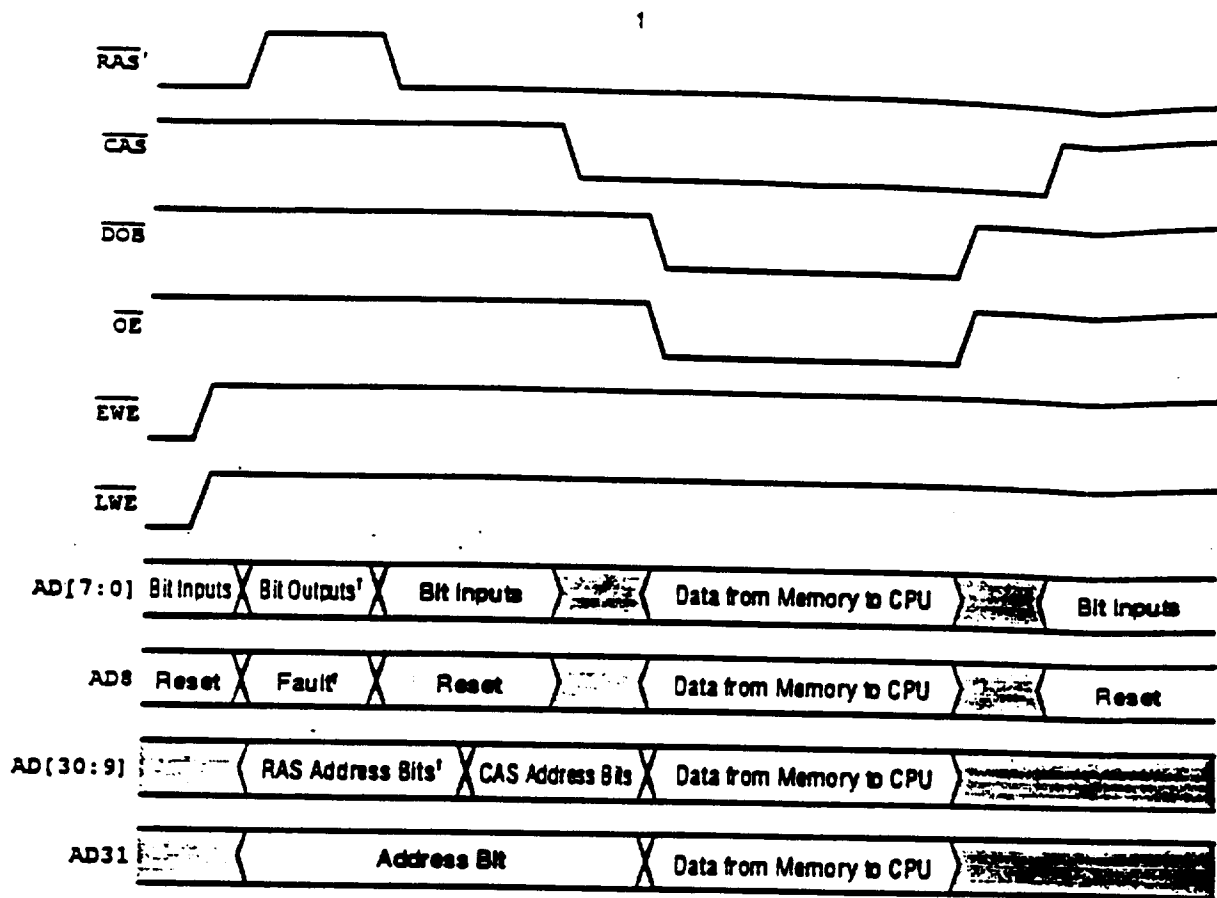 1
RAS'
CAS
DOB
OE
EWE
LWE
AD[7:0] Bit Inputs Bit Outputs† Bit Inputs Data from Memory to CPU Bit Inputs
AD8 Reset Fault† Reset Data from Memory to CPU Reset
AD[30:9] RAS Address Bits† CAS Address Bits Data from Memory to CPU
AD31 Address Bit Data from Memory to CPU